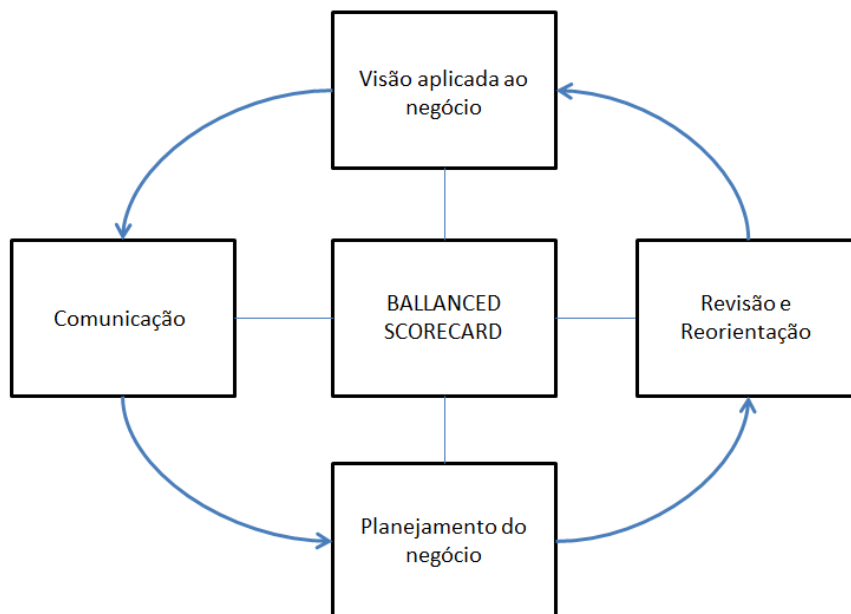 Visão aplicada ao
negócio
Comunicação
BALLANCED
SCORECARD
Revisão e
Reorientação
Planejamento do
negócio